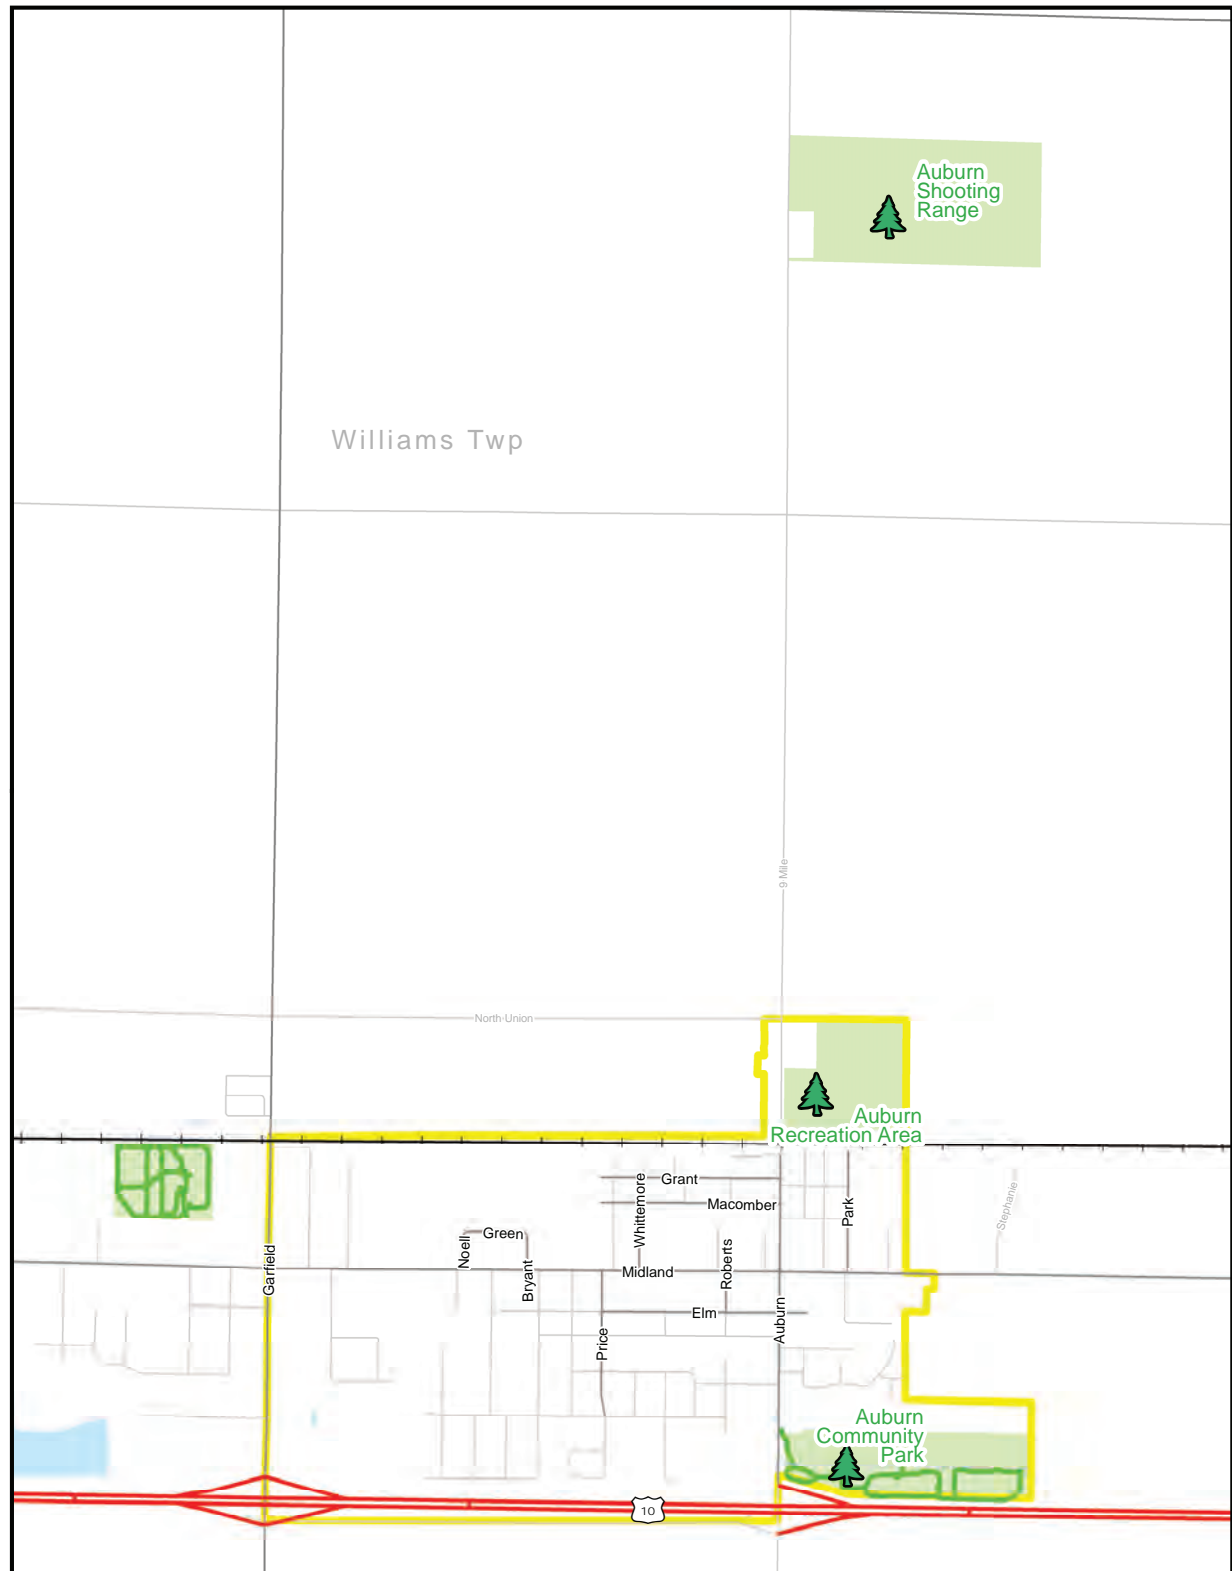 Auburn
Shooting
Range
Williams Twp
9 Mile
North Union
Auburn
Recreation Area
Grant
Whittemore
Macomber
Park
Stephanie
Green
Noell
Bryant
Midland
Roberts
Garfield
Elm
Auburn
Price
Auburn
Community
Park
10